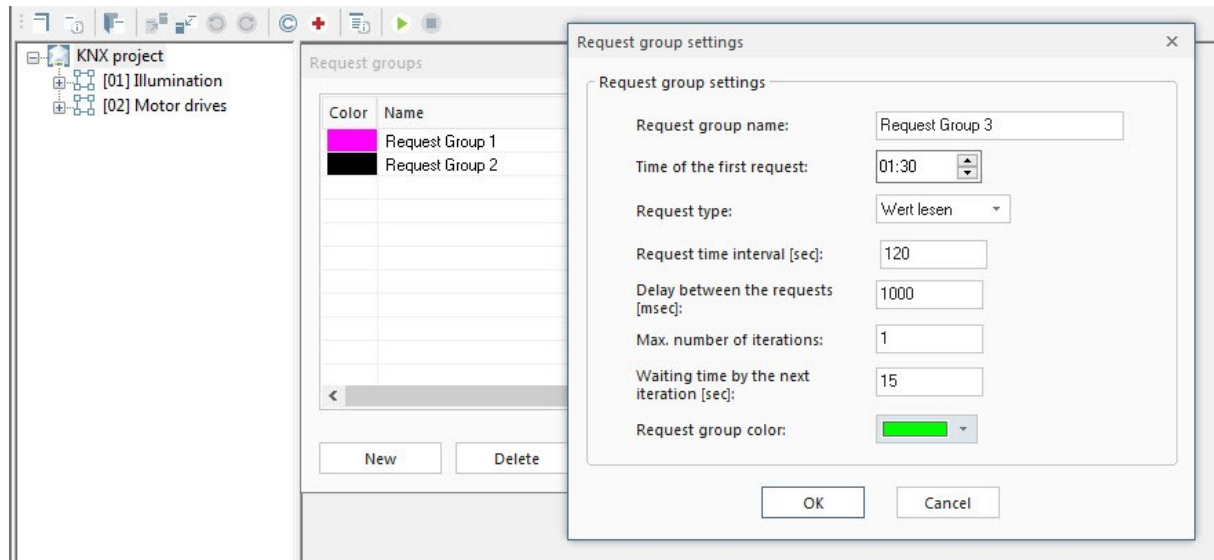 KNX project
[01] Illumination
[02] Motor drives
Request groups
Color Name
Request Group 1
Request Group 2
New Delete
Request group settings
Request group settings
Request group name: Request Group 3
Time of the first request: 01:30
Request type: Wert lesen
Request time interval [sec]: 120
Delay between the requests
[msec]: 1000
Max. number of iterations: 1
Waiting time by the next
iteration [sec]: 15
Request group color:
OK Cancel